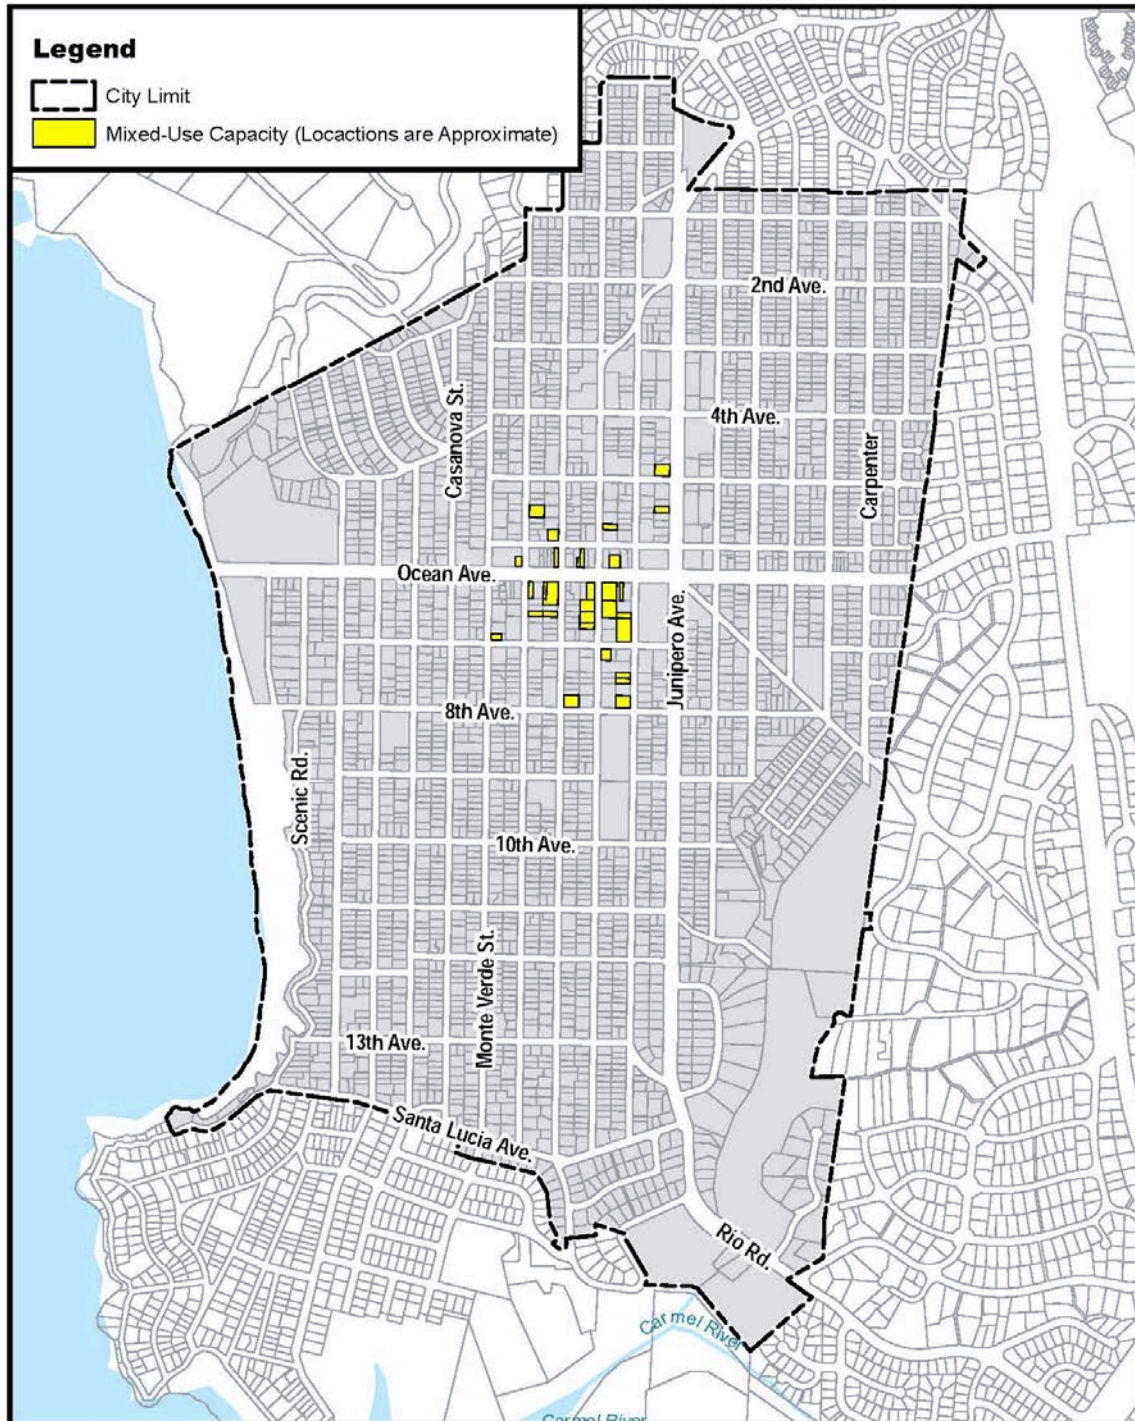 Legend
City Limit
Mixed-Use Capacity (Locactions are Approximate)
2nd Ave.
Casanova St.
4th Ave.
Carpenter
Ocean Ave.
Junipero Ave.
8th Ave.
Scenic Rd.
10th Ave.
Monte Verde St.
13th Ave.
Santa Lucia Ave.
Rio Rd.
Carmel River
Carmel River